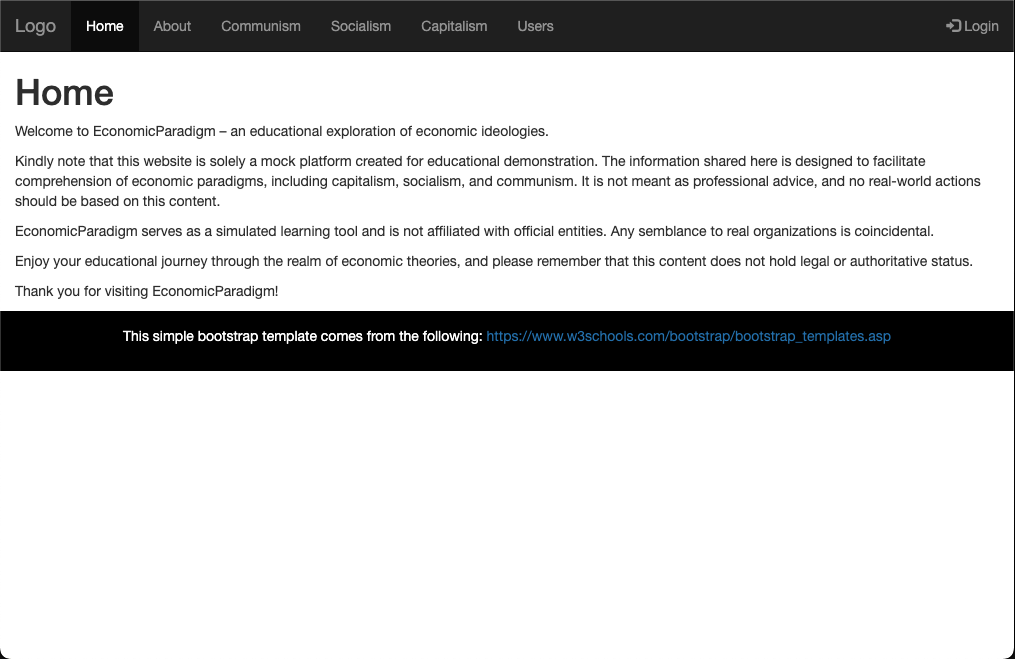 Logo Home About Communism Socialism Capitalism Users Login
Home
Welcome to EconomicParadigm – an educational exploration of economic ideologies.
Kindly note that this website is solely a mock platform created for educational demonstration. The information shared here is designed to facilitate
comprehension of economic paradigms, including capitalism, socialism, and communism. It is not meant as professional advice, and no real-world actions
should be based on this content.
EconomicParadigm serves as a simulated learning tool and is not affiliated with official entities. Any semblance to real organizations is coincidental.
Enjoy your educational journey through the realm of economic theories, and please remember that this content does not hold legal or authoritative status.
Thank you for visiting EconomicParadigm!
This simple bootstrap template comes from the following: https://www.w3schools.com/bootstrap/bootstrap_templates.asp